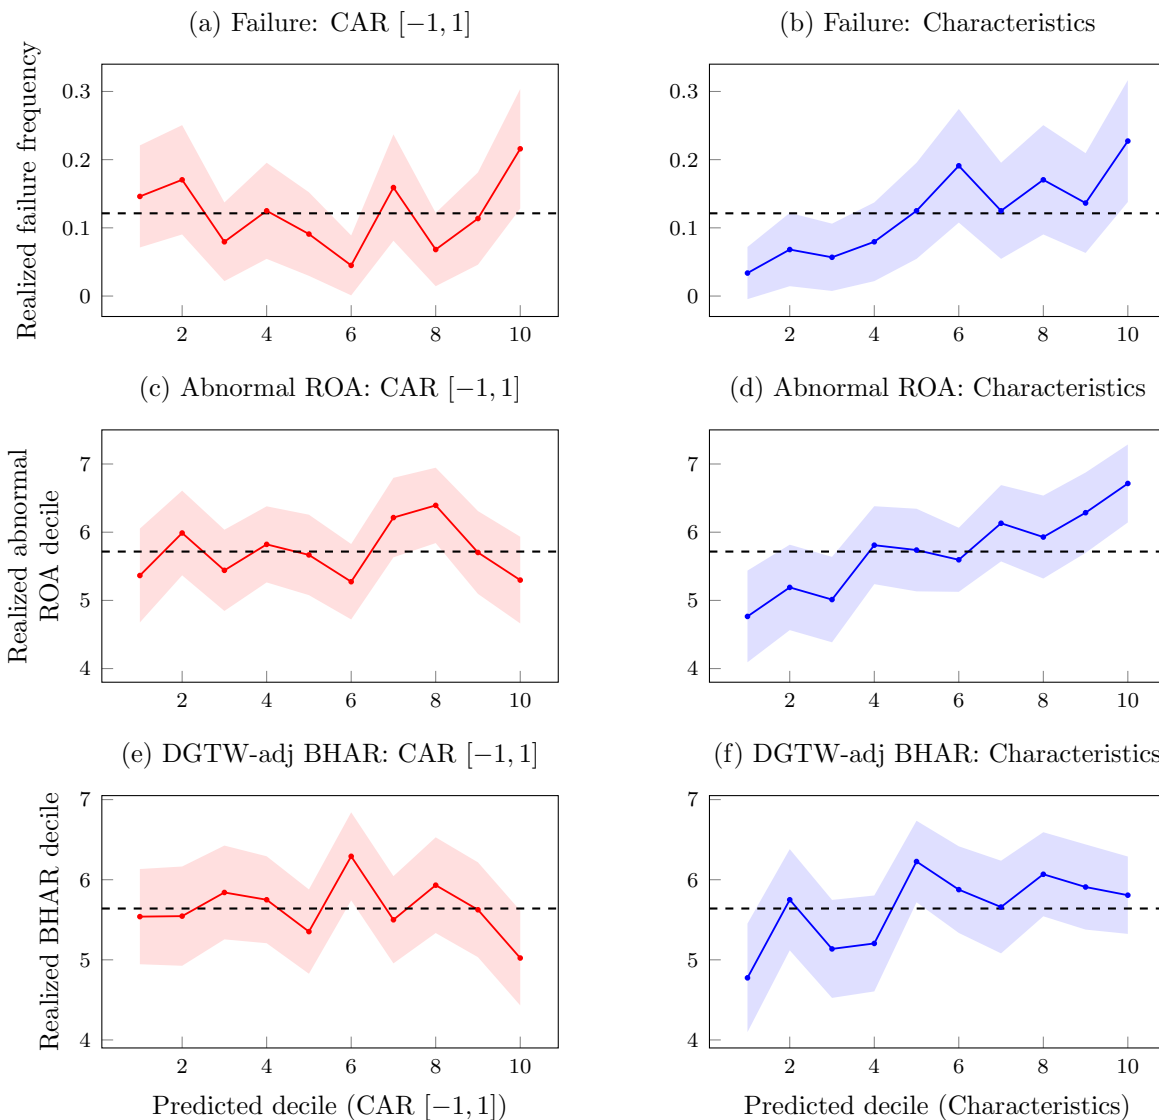 (a) Failure: CAR [−1, 1]
(b) Failure: Characteristics
Realized failure frequency
0.3
0.2
0.1
0
2 4 6 8 10
0.3
0.2
0.1
0
2 4 6 8 10
(c) Abnormal ROA: CAR [−1, 1]
(d) Abnormal ROA: Characteristics
Realized abnormal
ROA decile
7
6
5
4
2 4 6 8 10
7
6
5
4
2 4 6 8 10
(e) DGTW-adj BHAR: CAR [−1, 1]
(f) DGTW-adj BHAR: Characteristics
Realized BHAR decile
7
6
5
4
2 4 6 8 10
7
6
5
4
2 4 6 8 10
Predicted decile (CAR [−1, 1])
Predicted decile (Characteristics)